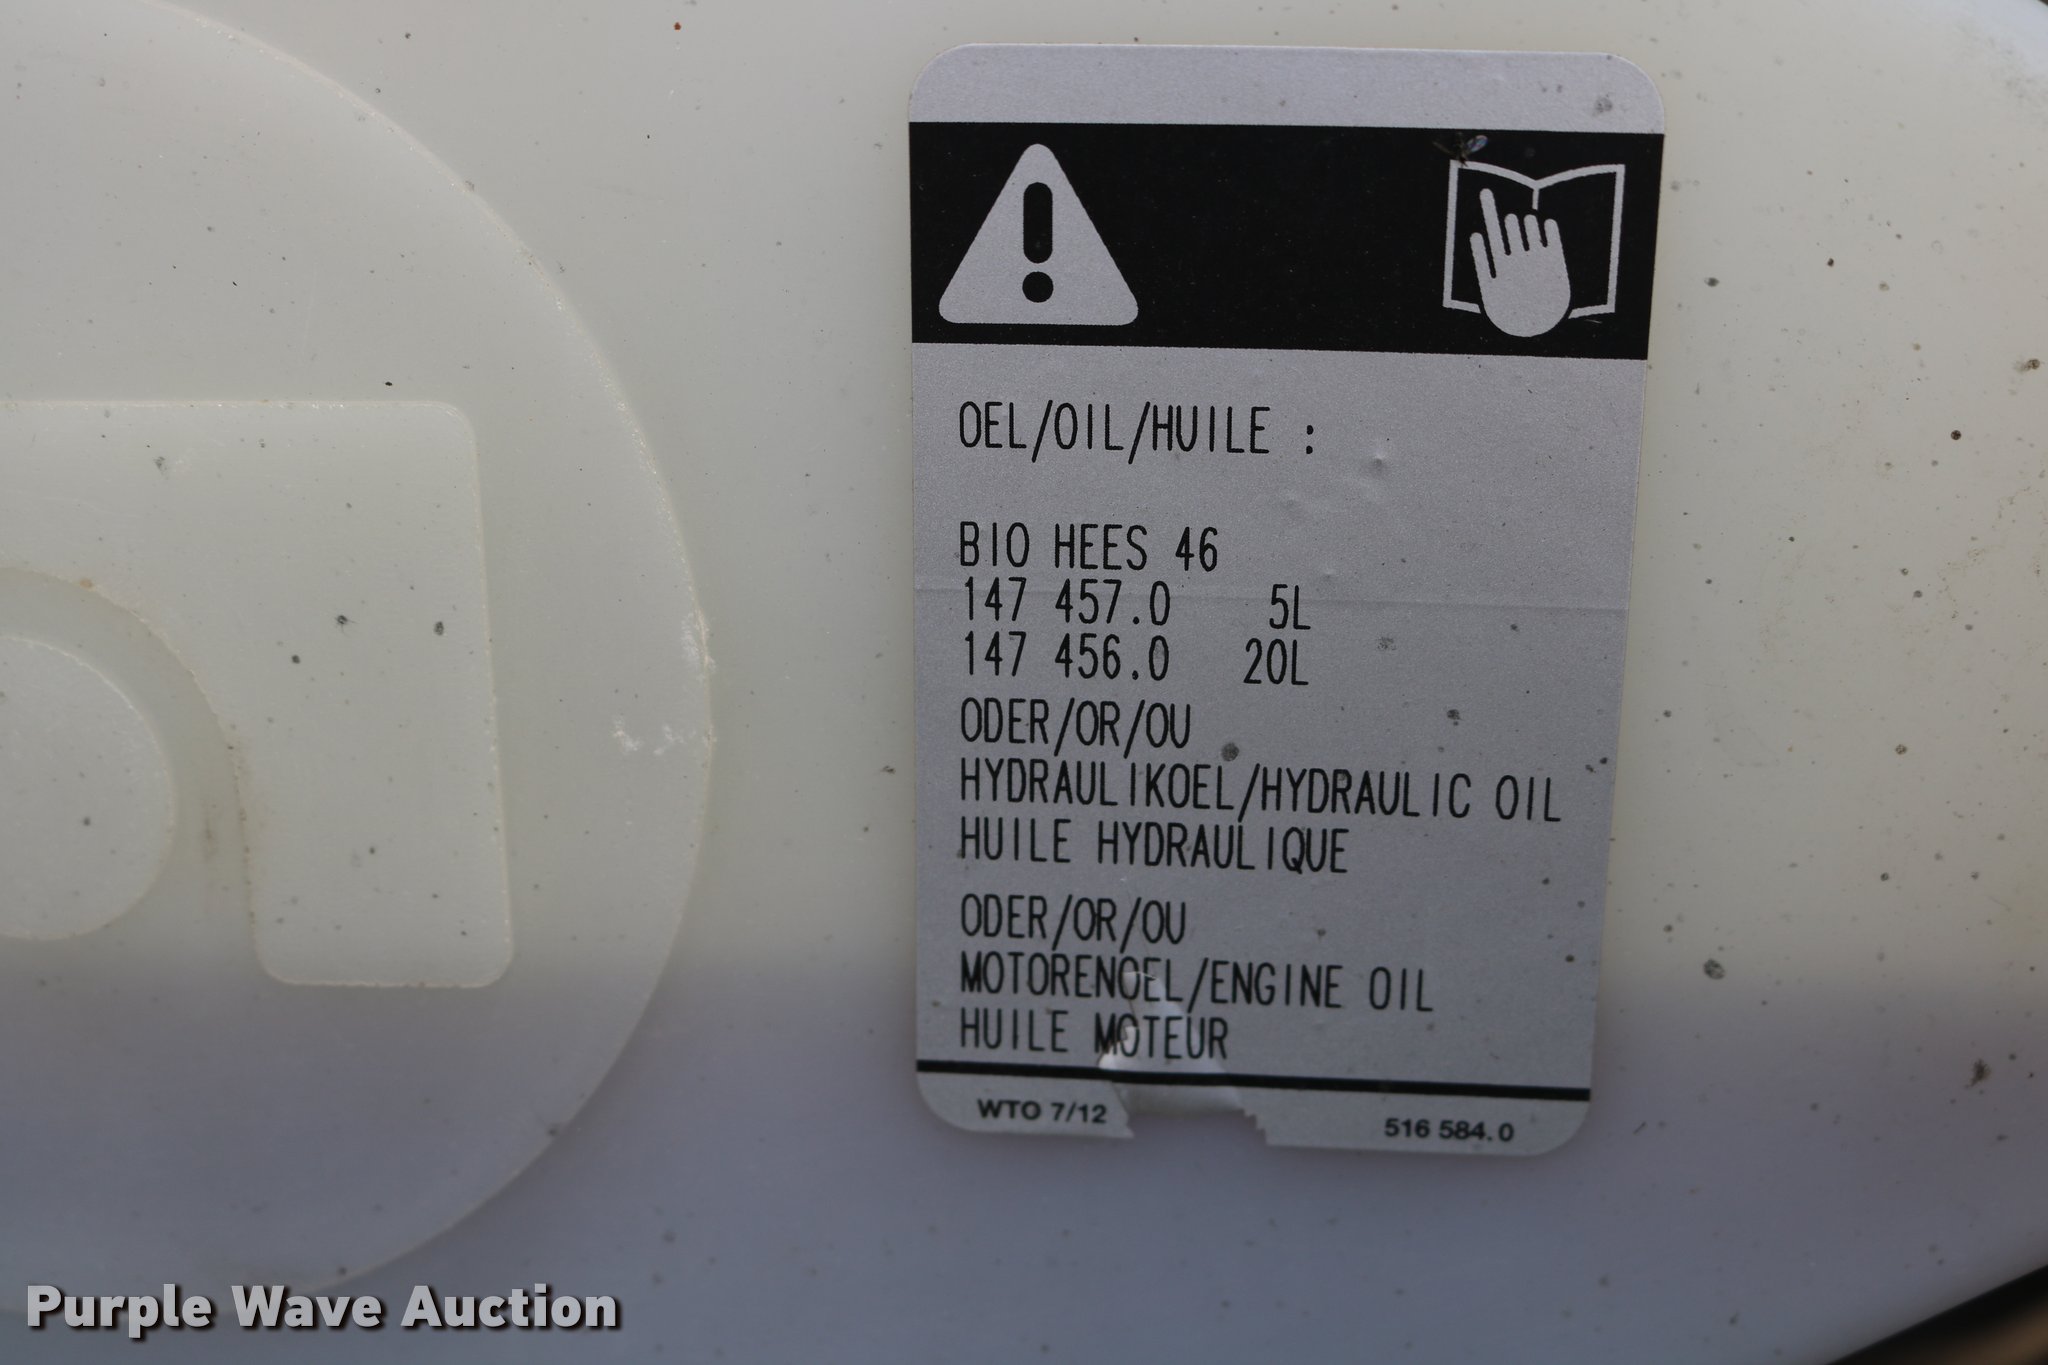 OEL/OIL/HUILE :
BIO HEES 46
147 457.0 5L
147 456.0 20L
ODER/OR/OU
HYDRAULIKOEL/HYDRAULIC OIL
HUILE HYDRAULIQUE
ODER/OR/OU
MOTORENOEL/ENGINE OIL
HUILE MOTEUR
WTO 7/12 516 584.0
Purple Wave Auction